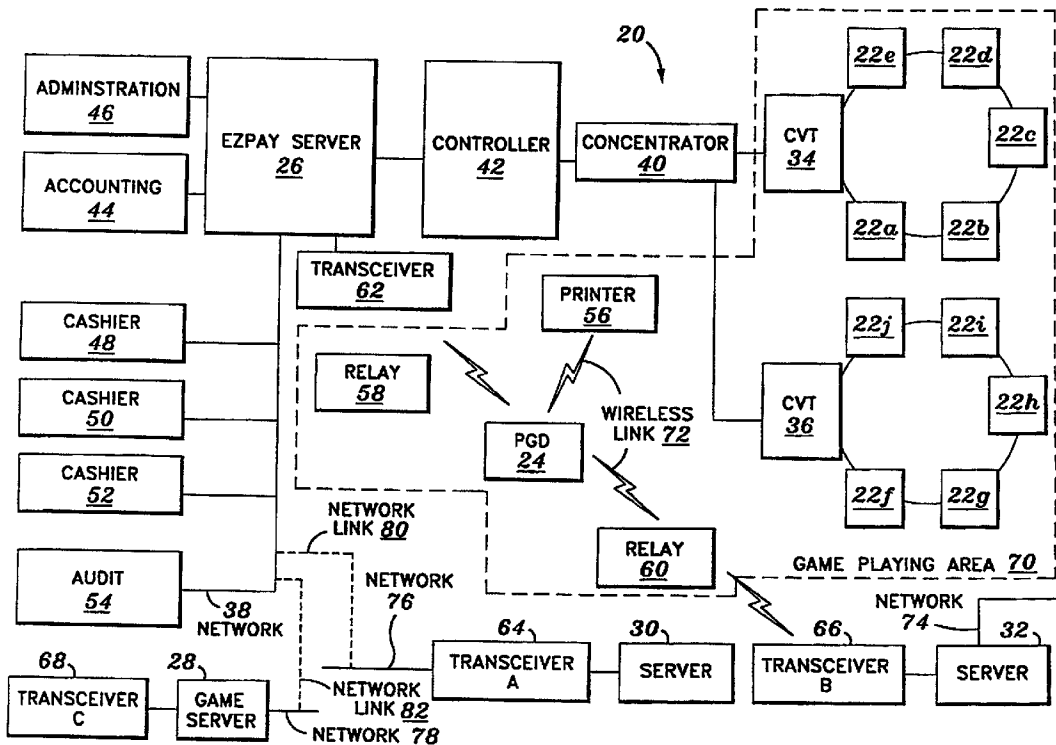 20
ADMINSTRATION
46
ACCOUNTING
44
EZPAY SERVER
26
CONTROLLER
42
CONCENTRATOR
40
CVT
34
22e
22d
22c
22a
22b
TRANSCEIVER
62
PRINTER
56
CASHIER
48
CASHIER
50
CASHIER
52
RELAY
58
PGD
24
WIRELESS
LINK 72
CVT
36
22j
22i
22h
22f
22g
NETWORK
LINK 80
RELAY
60
GAME PLAYING AREA 70
AUDIT
54
38
NETWORK
NETWORK
76
NETWORK
74
64
TRANSCEIVER
A
30
SERVER
66
TRANSCEIVER
B
32
SERVER
68
TRANSCEIVER
C
28
GAME
SERVER
NETWORK
LINK 82
NETWORK 78